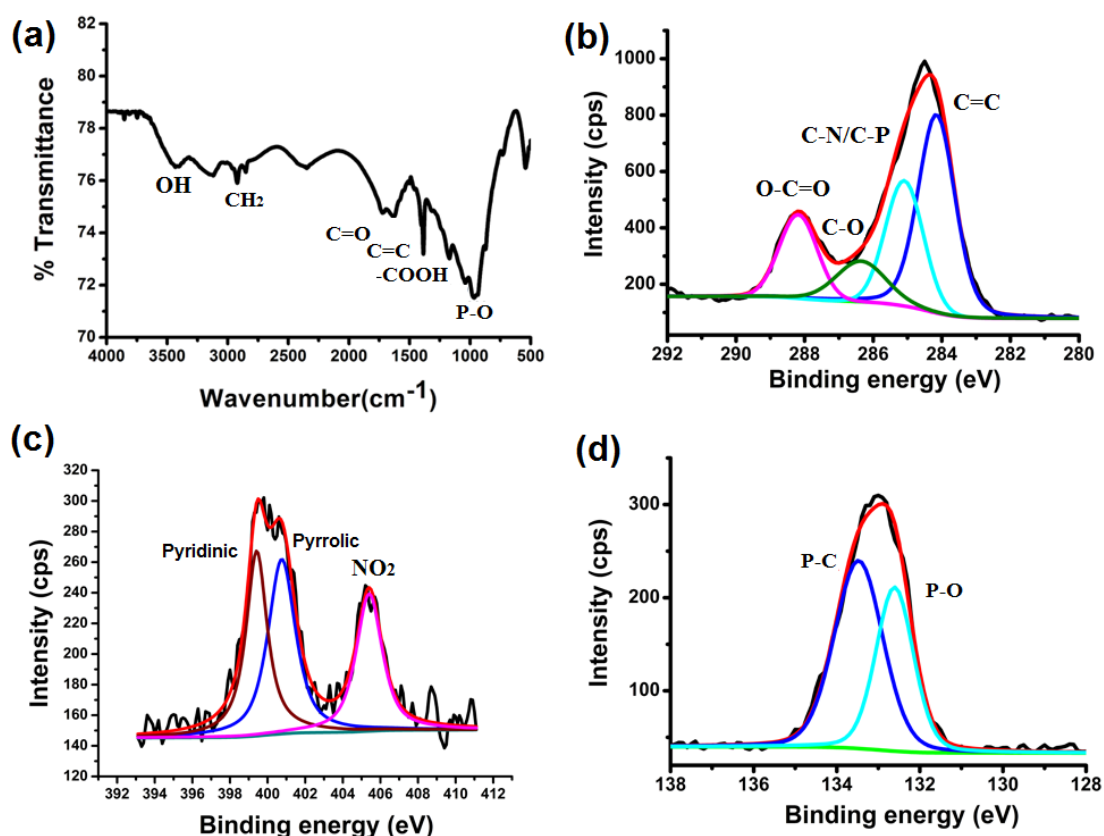 (a)
82
80
78
76
74
72
70
% Transmittance
OH
CH2
C=O
C=C
-COOH
P-O
4000 3500 3000 2500 2000 1500 1000 500
Wavenumber(cm-1)
(b)
1000
800
600
400
200
Intensity (cps)
C=C
C-N/C-P
O-C=O
C-O
292 290 288 286 284 282 280
Binding energy (eV)
(c)
320
300
280
260
240
220
200
180
160
140
120
Intensity (cps)
Pyridinic
Pyrrolic
NO2
392 394 396 398 400 402 404 406 408 410 412
Binding energy (eV)
(d)
300
200
100
Intensity (cps)
P-C
P-O
138 136 134 132 130 128
Binding energy (eV)